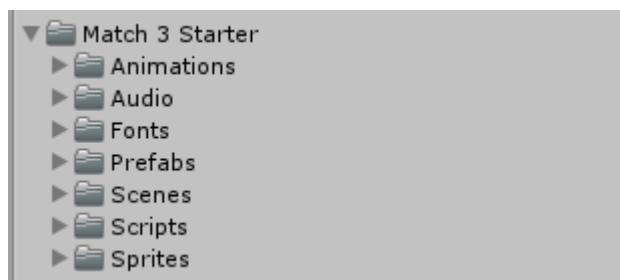 Match 3 Starter
Animations
Audio
Fonts
Prefabs
Scenes
Scripts
Sprites